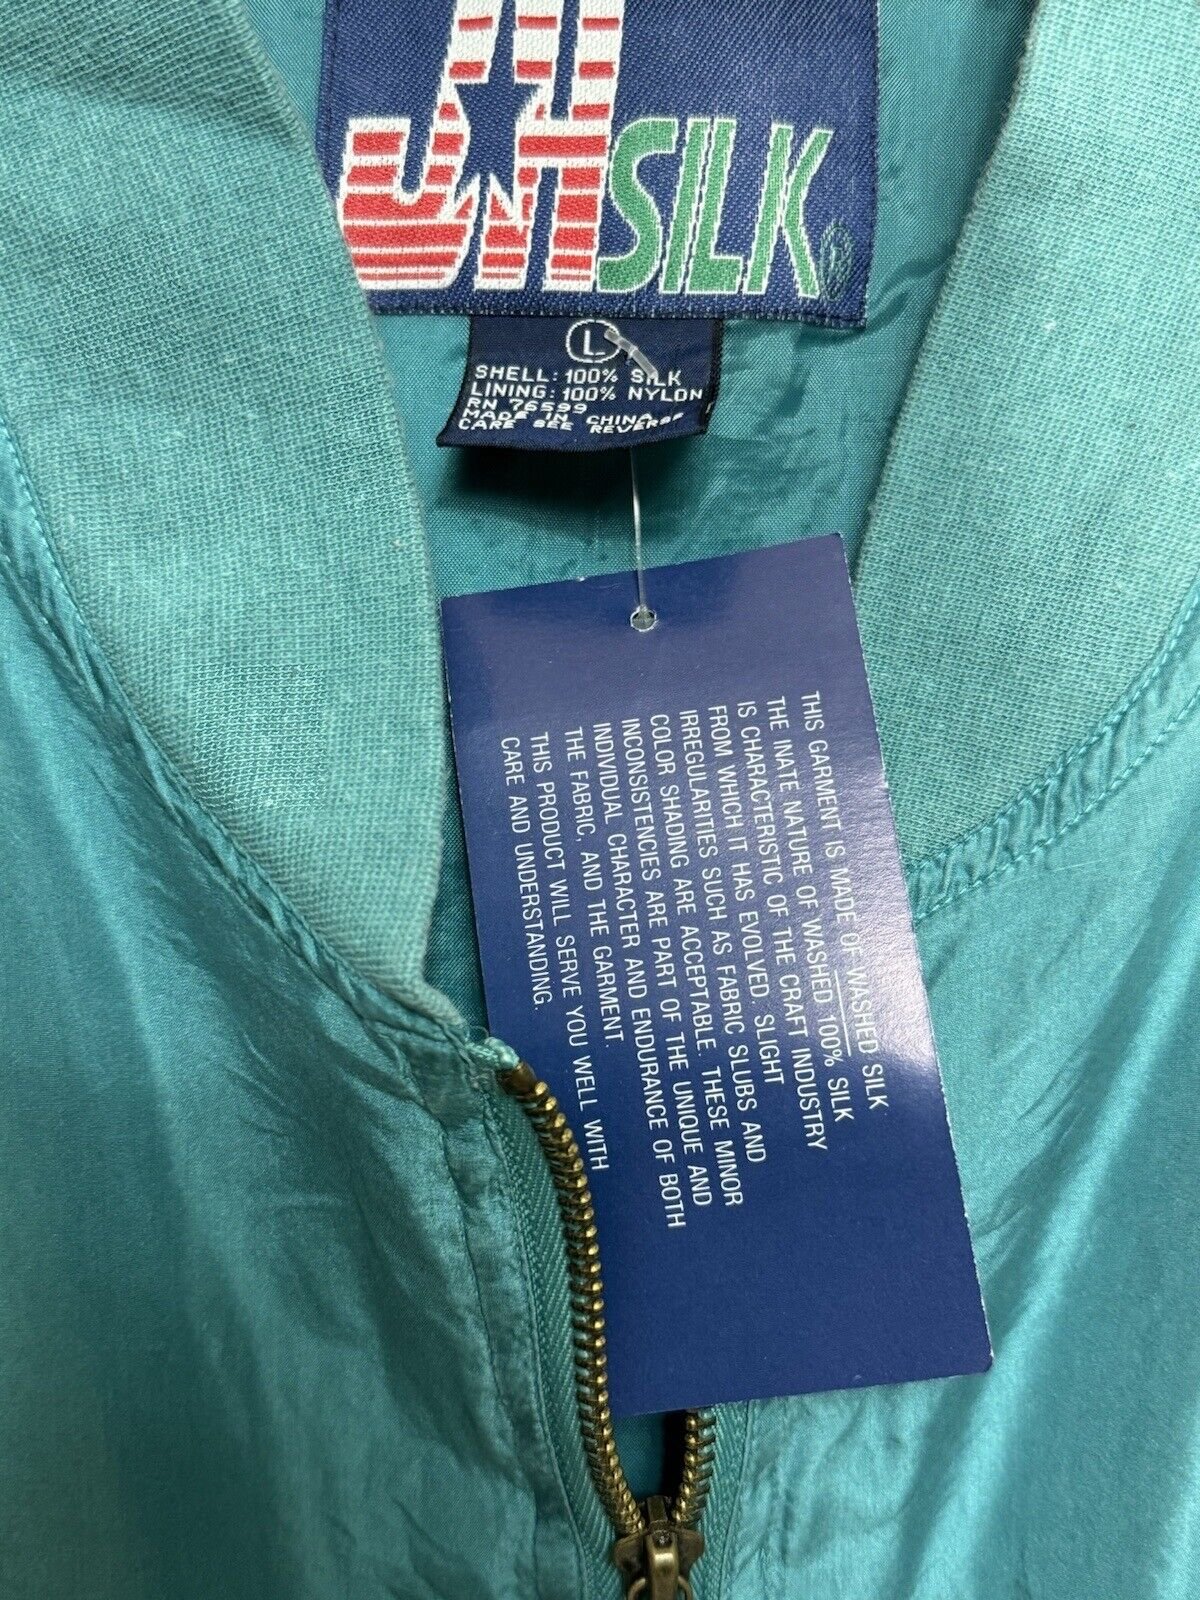 JA SILK®
L
SHELL: 100% SILK
LINING: 100% NYLON
RN 76599
MADE IN CHINA
CARE SEE REVERSE
THIS GARMENT IS MADE OF WASHED SILK
THE INATE NATURE OF WASHED 100% SILK
IS CHARACTERISTIC OF THE CRAFT INDUSTRY
FROM WHICH IT HAS EVOLVED. SLIGHT
IRREGULARITIES SUCH AS FABRIC SLUBS AND
COLOR SHADING ARE ACCEPTABLE. THESE MINOR
INCONSISTENCIES ARE PART OF THE UNIQUE AND
INDIVIDUAL CHARACTER AND ENDURANCE OF BOTH
THE FABRIC, AND THE GARMENT.
THIS PRODUCT WILL SERVE YOU WELL WITH
CARE AND UNDERSTANDING.